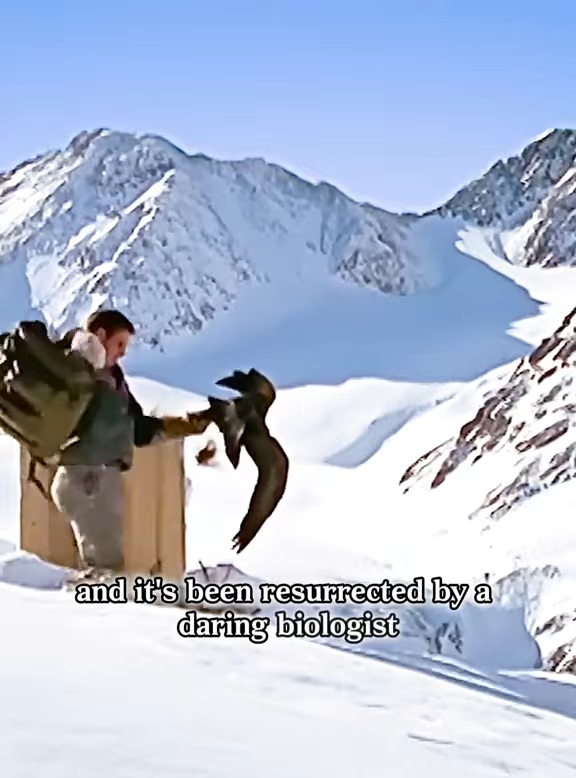 and it's been resurrected by a
daring biologist